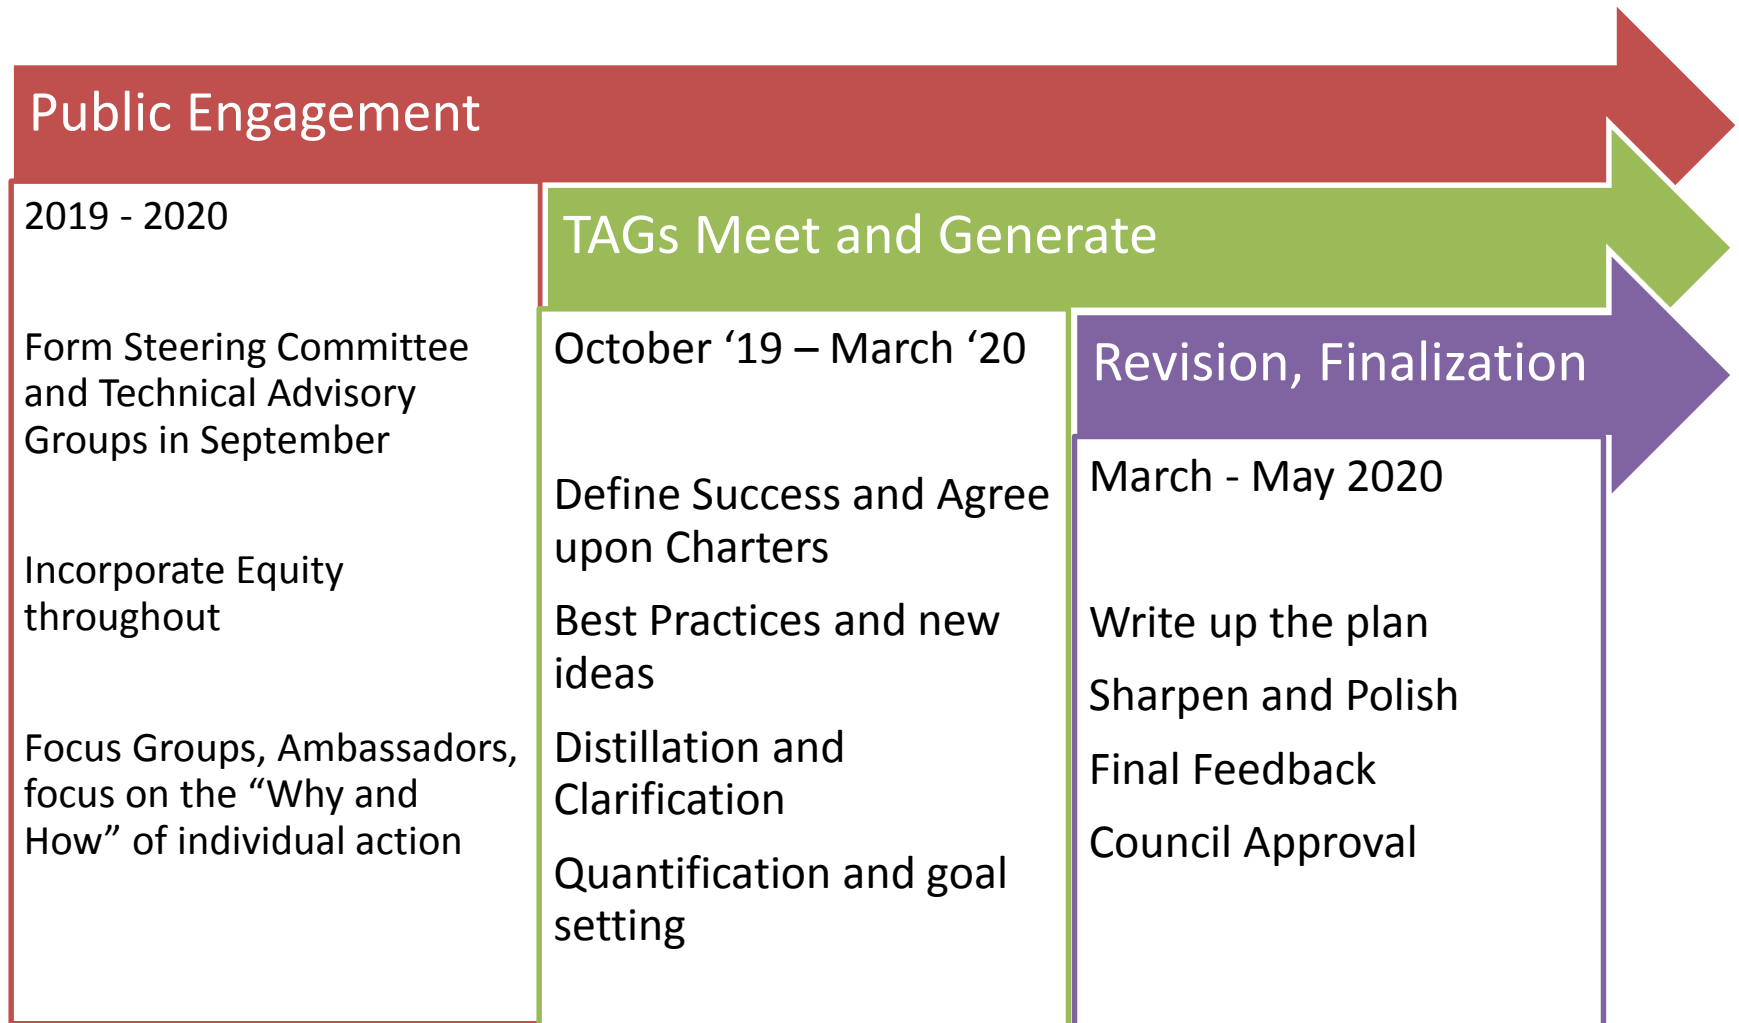 Public Engagement
2019 - 2020
Form Steering Committee
and Technical Advisory
Groups in September
Incorporate Equity
throughout
Focus Groups, Ambassadors,
focus on the “Why and
How” of individual action
TAGs Meet and Generate
October ‘19 – March ‘20
Define Success and Agree
upon Charters
Best Practices and new
ideas
Distillation and
Clarification
Quantification and goal
setting
Revision, Finalization
March - May 2020
Write up the plan
Sharpen and Polish
Final Feedback
Council Approval